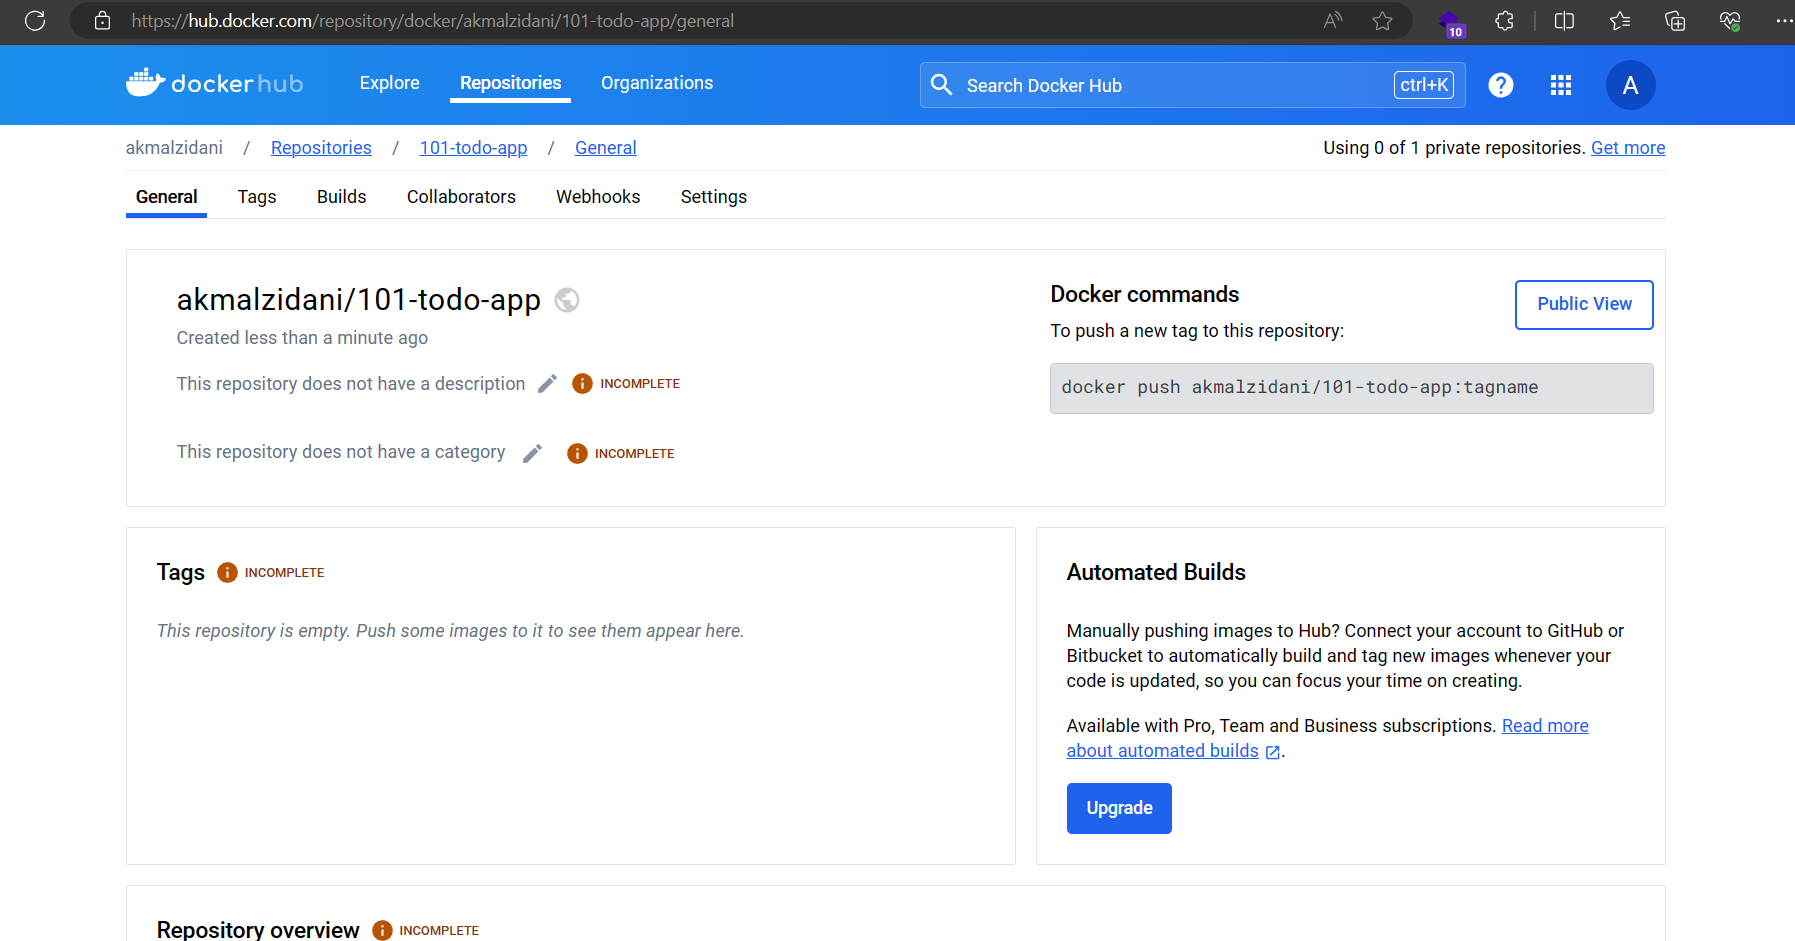 https://hub.docker.com/repository/docker/akmalzidani/101-todo-app/general
A
10
docker hub
Explore
Repositories
Organizations
Search Docker Hub
ctrl+K
?
A
akmalzidani / Repositories / 101-todo-app / General
Using 0 of 1 private repositories. Get more
General
Tags
Builds
Collaborators
Webhooks
Settings
akmalzidani/101-todo-app
Created less than a minute ago
This repository does not have a description
i INCOMPLETE
This repository does not have a category
i INCOMPLETE
Docker commands
Public View
To push a new tag to this repository:
docker push akmalzidani/101-todo-app:tagname
Tags
i INCOMPLETE
This repository is empty. Push some images to it to see them appear here.
Automated Builds
Manually pushing images to Hub? Connect your account to GitHub or
Bitbucket to automatically build and tag new images whenever your
code is updated, so you can focus your time on creating.
Available with Pro, Team and Business subscriptions. Read more
about automated builds .
Upgrade
Repository overview
i INCOMPLETE